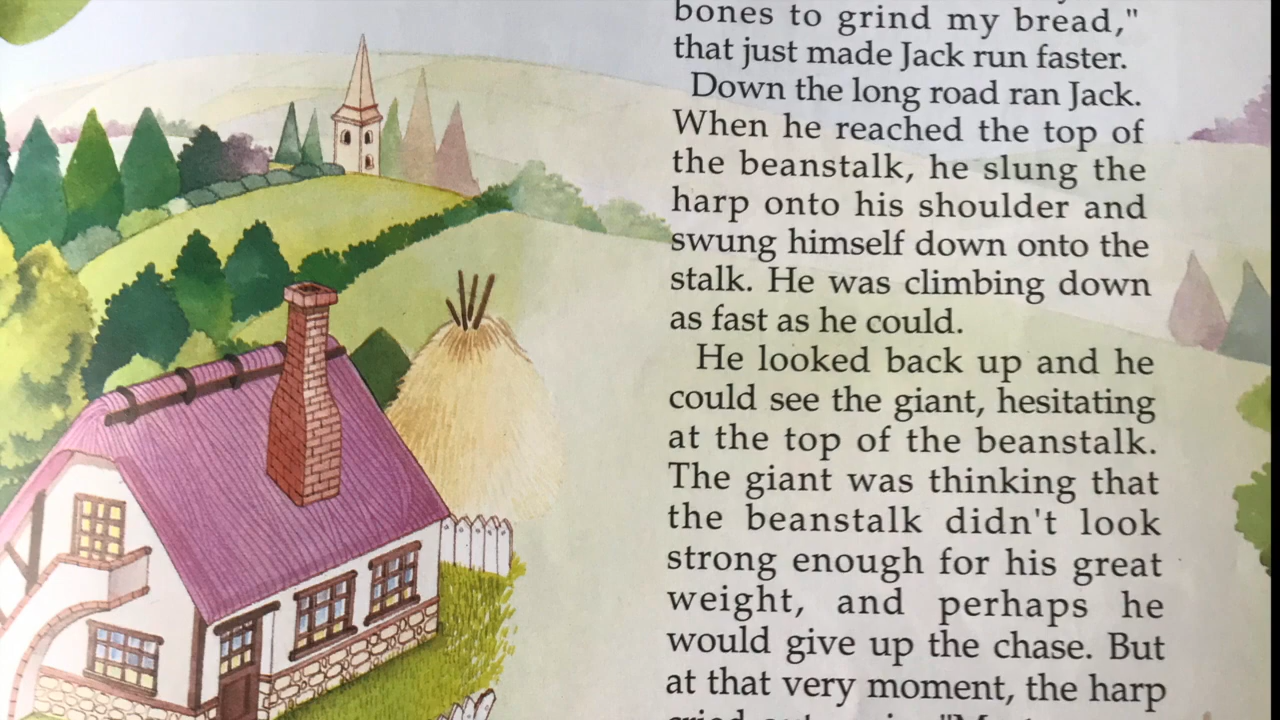 bones to grind my bread,"
that just made Jack run faster.
Down the long road ran Jack.
When he reached the top of
the beanstalk, he slung the
harp onto his shoulder and
swung himself down onto the
stalk. He was climbing down
as fast as he could.
He looked back up and he
could see the giant, hesitating
at the top of the beanstalk.
The giant was thinking that
the beanstalk didn't look
strong enough for his great
weight, and perhaps he
would give up the chase. But
at that very moment, the harp